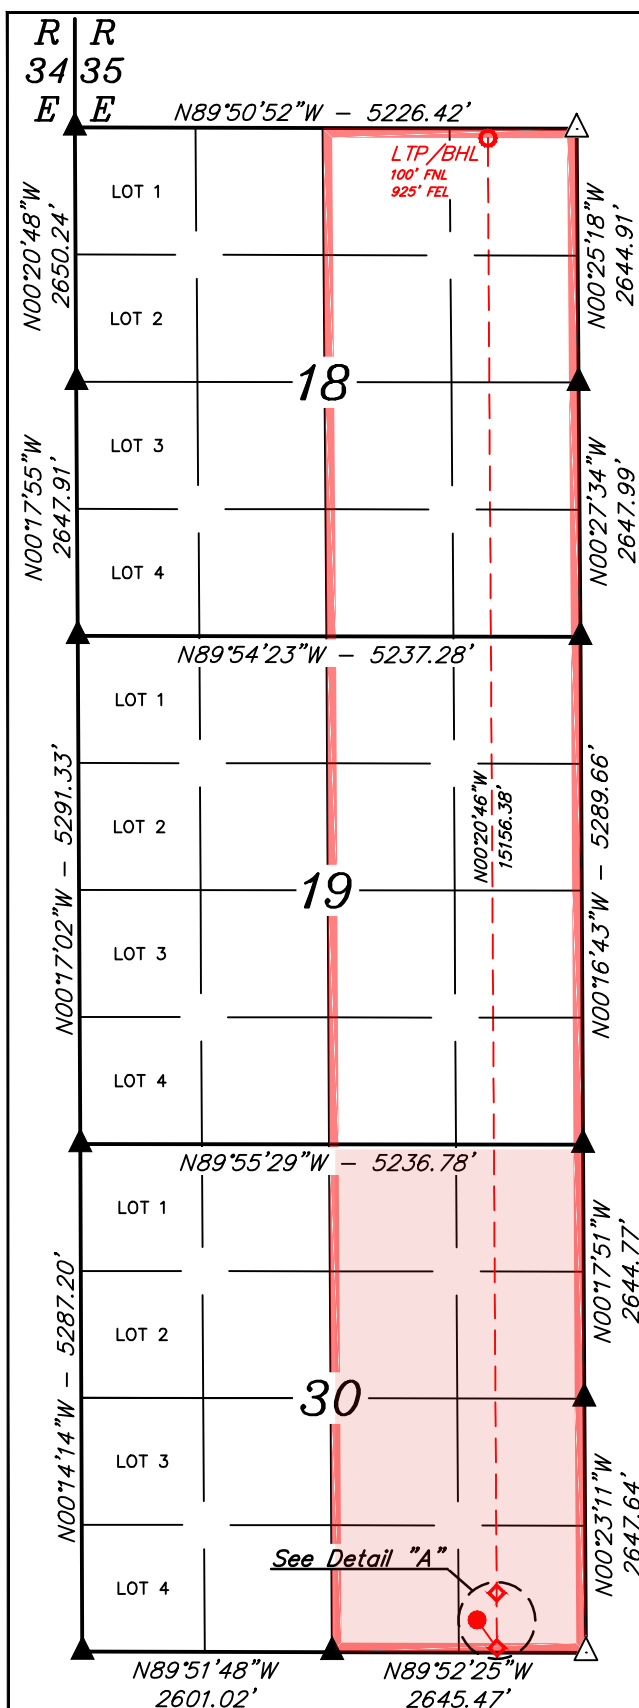 R R
34 35
E E
N89°50'52"W - 5226.42'
LTP/BHL
100' FNL
925' FEL
LOT 1
N00°20'48"W
2650.24'
N00°25'18"W
2644.91'
LOT 2
18
LOT 3
N00°17'55"W
2647.91'
N00°27'34"W
2647.99'
LOT 4
N89°54'23"W - 5237.28'
LOT 1
N00°17'02"W - 5291.33'
N00°20'46"W
15156.38'
N00°16'43"W - 5289.66'
LOT 2
19
LOT 3
LOT 4
N89°55'29"W - 5236.78'
LOT 1
N00°14'14"W - 5287.20'
N00°17'51"W
2644.77'
LOT 2
30
LOT 3
N00°23'11"W
2647.64'
See Detail "A"
LOT 4
N89°51'48"W
2601.02'
N89°52'25"W
2645.47'